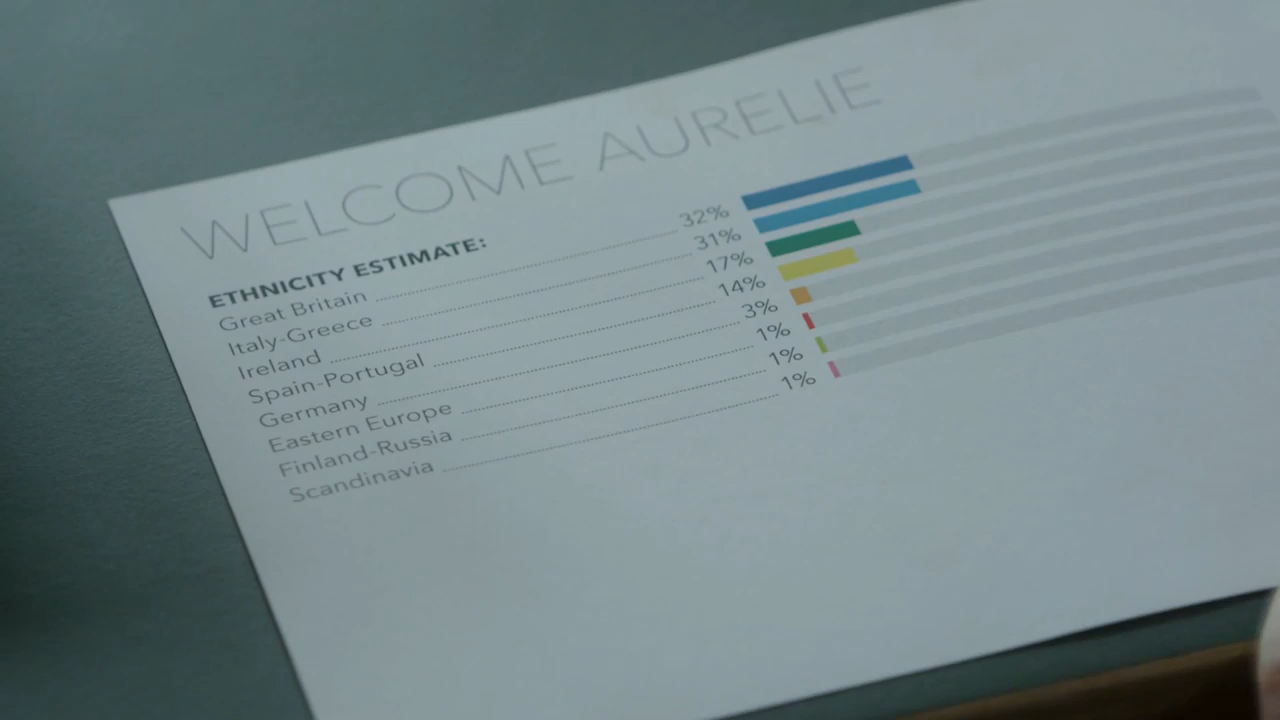 WELCOME AURELIE
ETHNICITY ESTIMATE:
Great Britain 32%
Italy-Greece 31%
Ireland 17%
Spain-Portugal 14%
Germany 3%
Eastern Europe 1%
Finland-Russia 1%
Scandinavia 1%